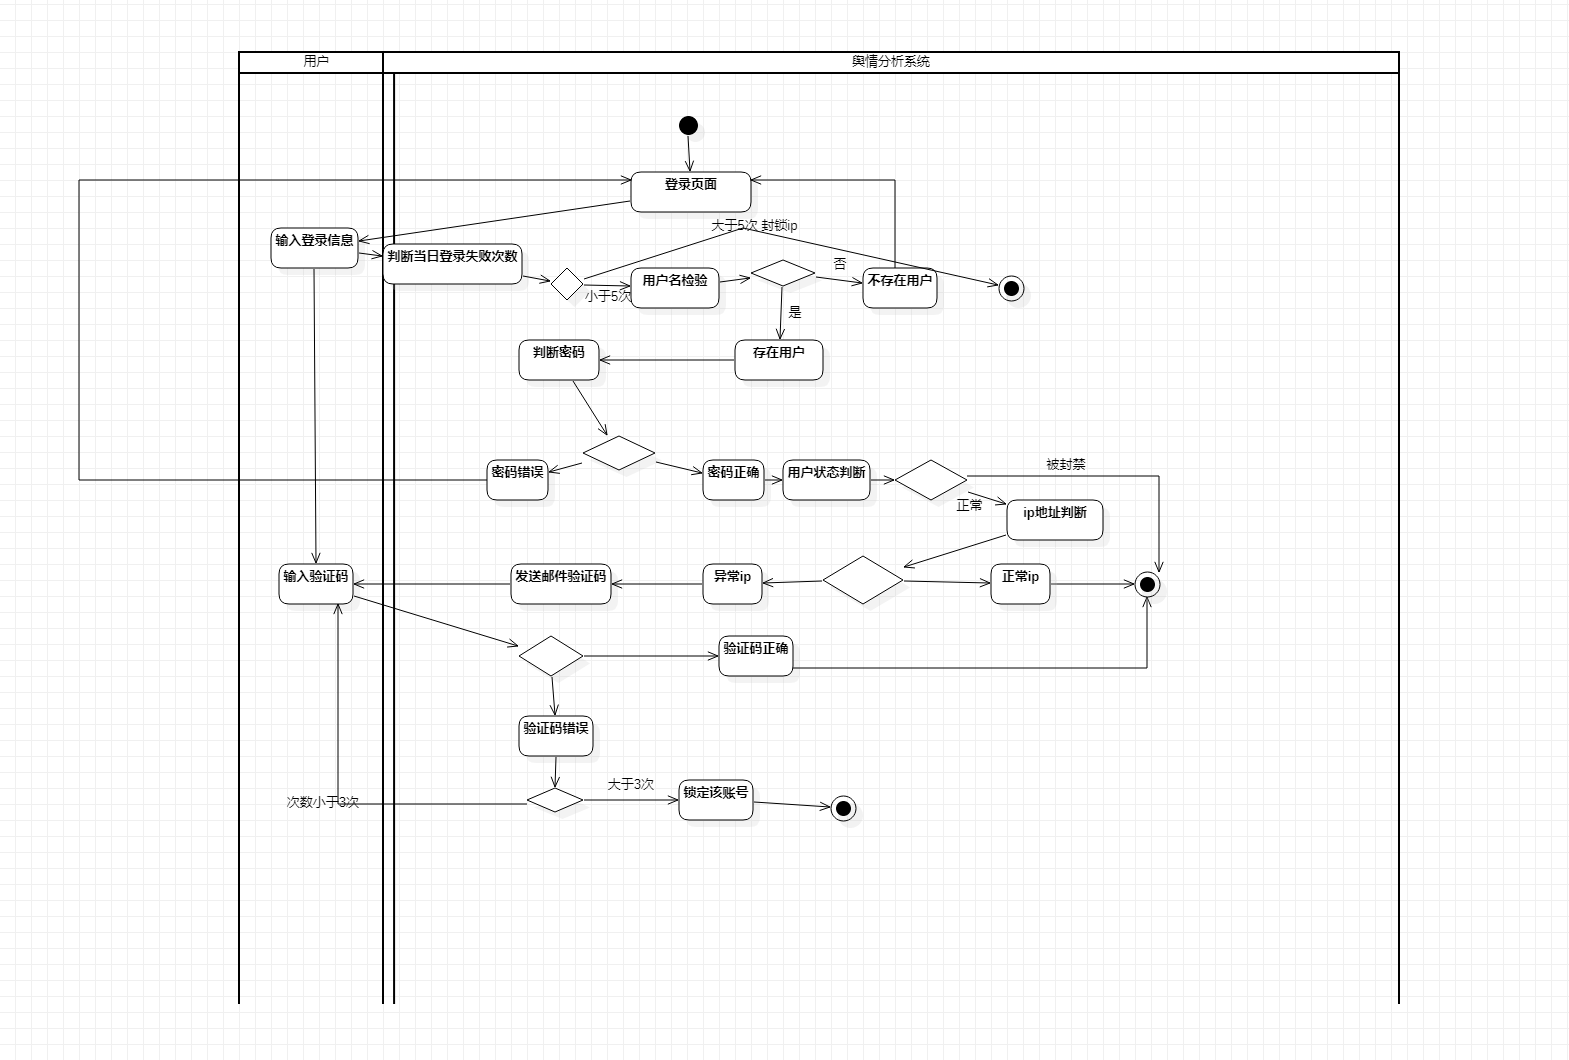 用户
舆情分析系统
登录页面
大于5次 封锁ip
输入登录信息
判断当日登录失败次数
小于5次
用户名检验
否
不存在用户
是
判断密码
存在用户
密码错误
密码正确
用户状态判断
被封禁
正常
ip地址判断
输入验证码
发送邮件验证码
异常ip
正常ip
验证码正确
验证码错误
次数小于3次
大于3次
锁定该账号